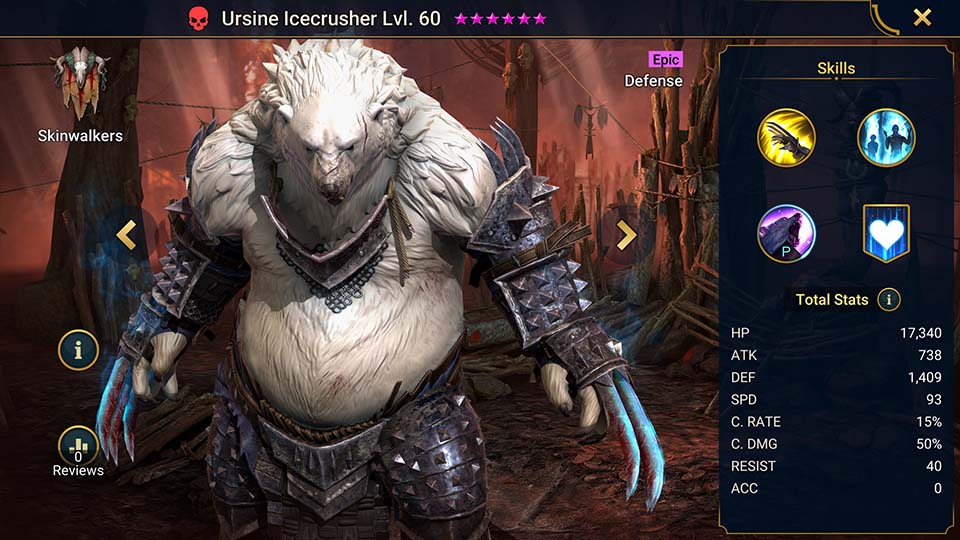 Ursine Icecrusher Lvl. 60
Epic
Defense
Skinwalkers
Skills
P
Total Stats i
HP 17,340
ATK 738
DEF 1,409
SPD 93
C. RATE 15%
C. DMG 50%
RESIST 40
ACC 0
i
0
Reviews